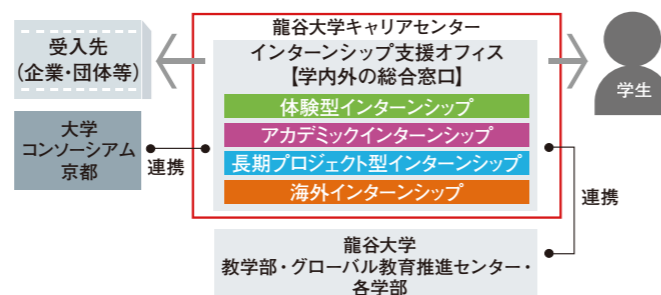 龍谷大学キャリアセンター
受入先
(企業・団体等)
インターンシップ支援オフィス
【学内外の総合窓口】
学生
体験型インターンシップ
アカデミックインターンシップ
長期プロジェクト型インターンシップ
海外インターンシップ
大学
コンソーシアム
京都
連携
連携
龍谷大学
教学部・グローバル教育推進センター・
各学部